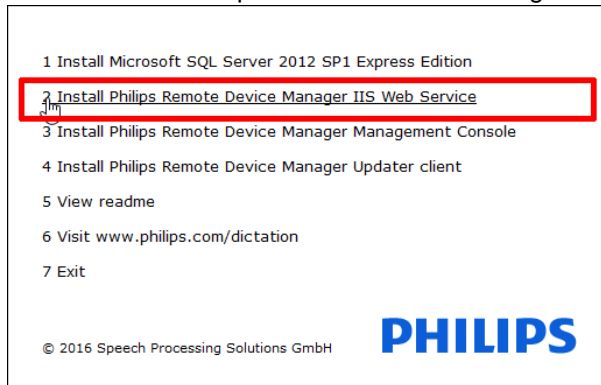 1 Install Microsoft SQL Server 2012 SP1 Express Edition
2 Install Philips Remote Device Manager IIS Web Service
3 Install Philips Remote Device Manager Management Console
4 Install Philips Remote Device Manager Updater client
5 View readme
6 Visit www.philips.com/dictation
7 Exit
© 2016 Speech Processing Solutions GmbH
PHILIPS